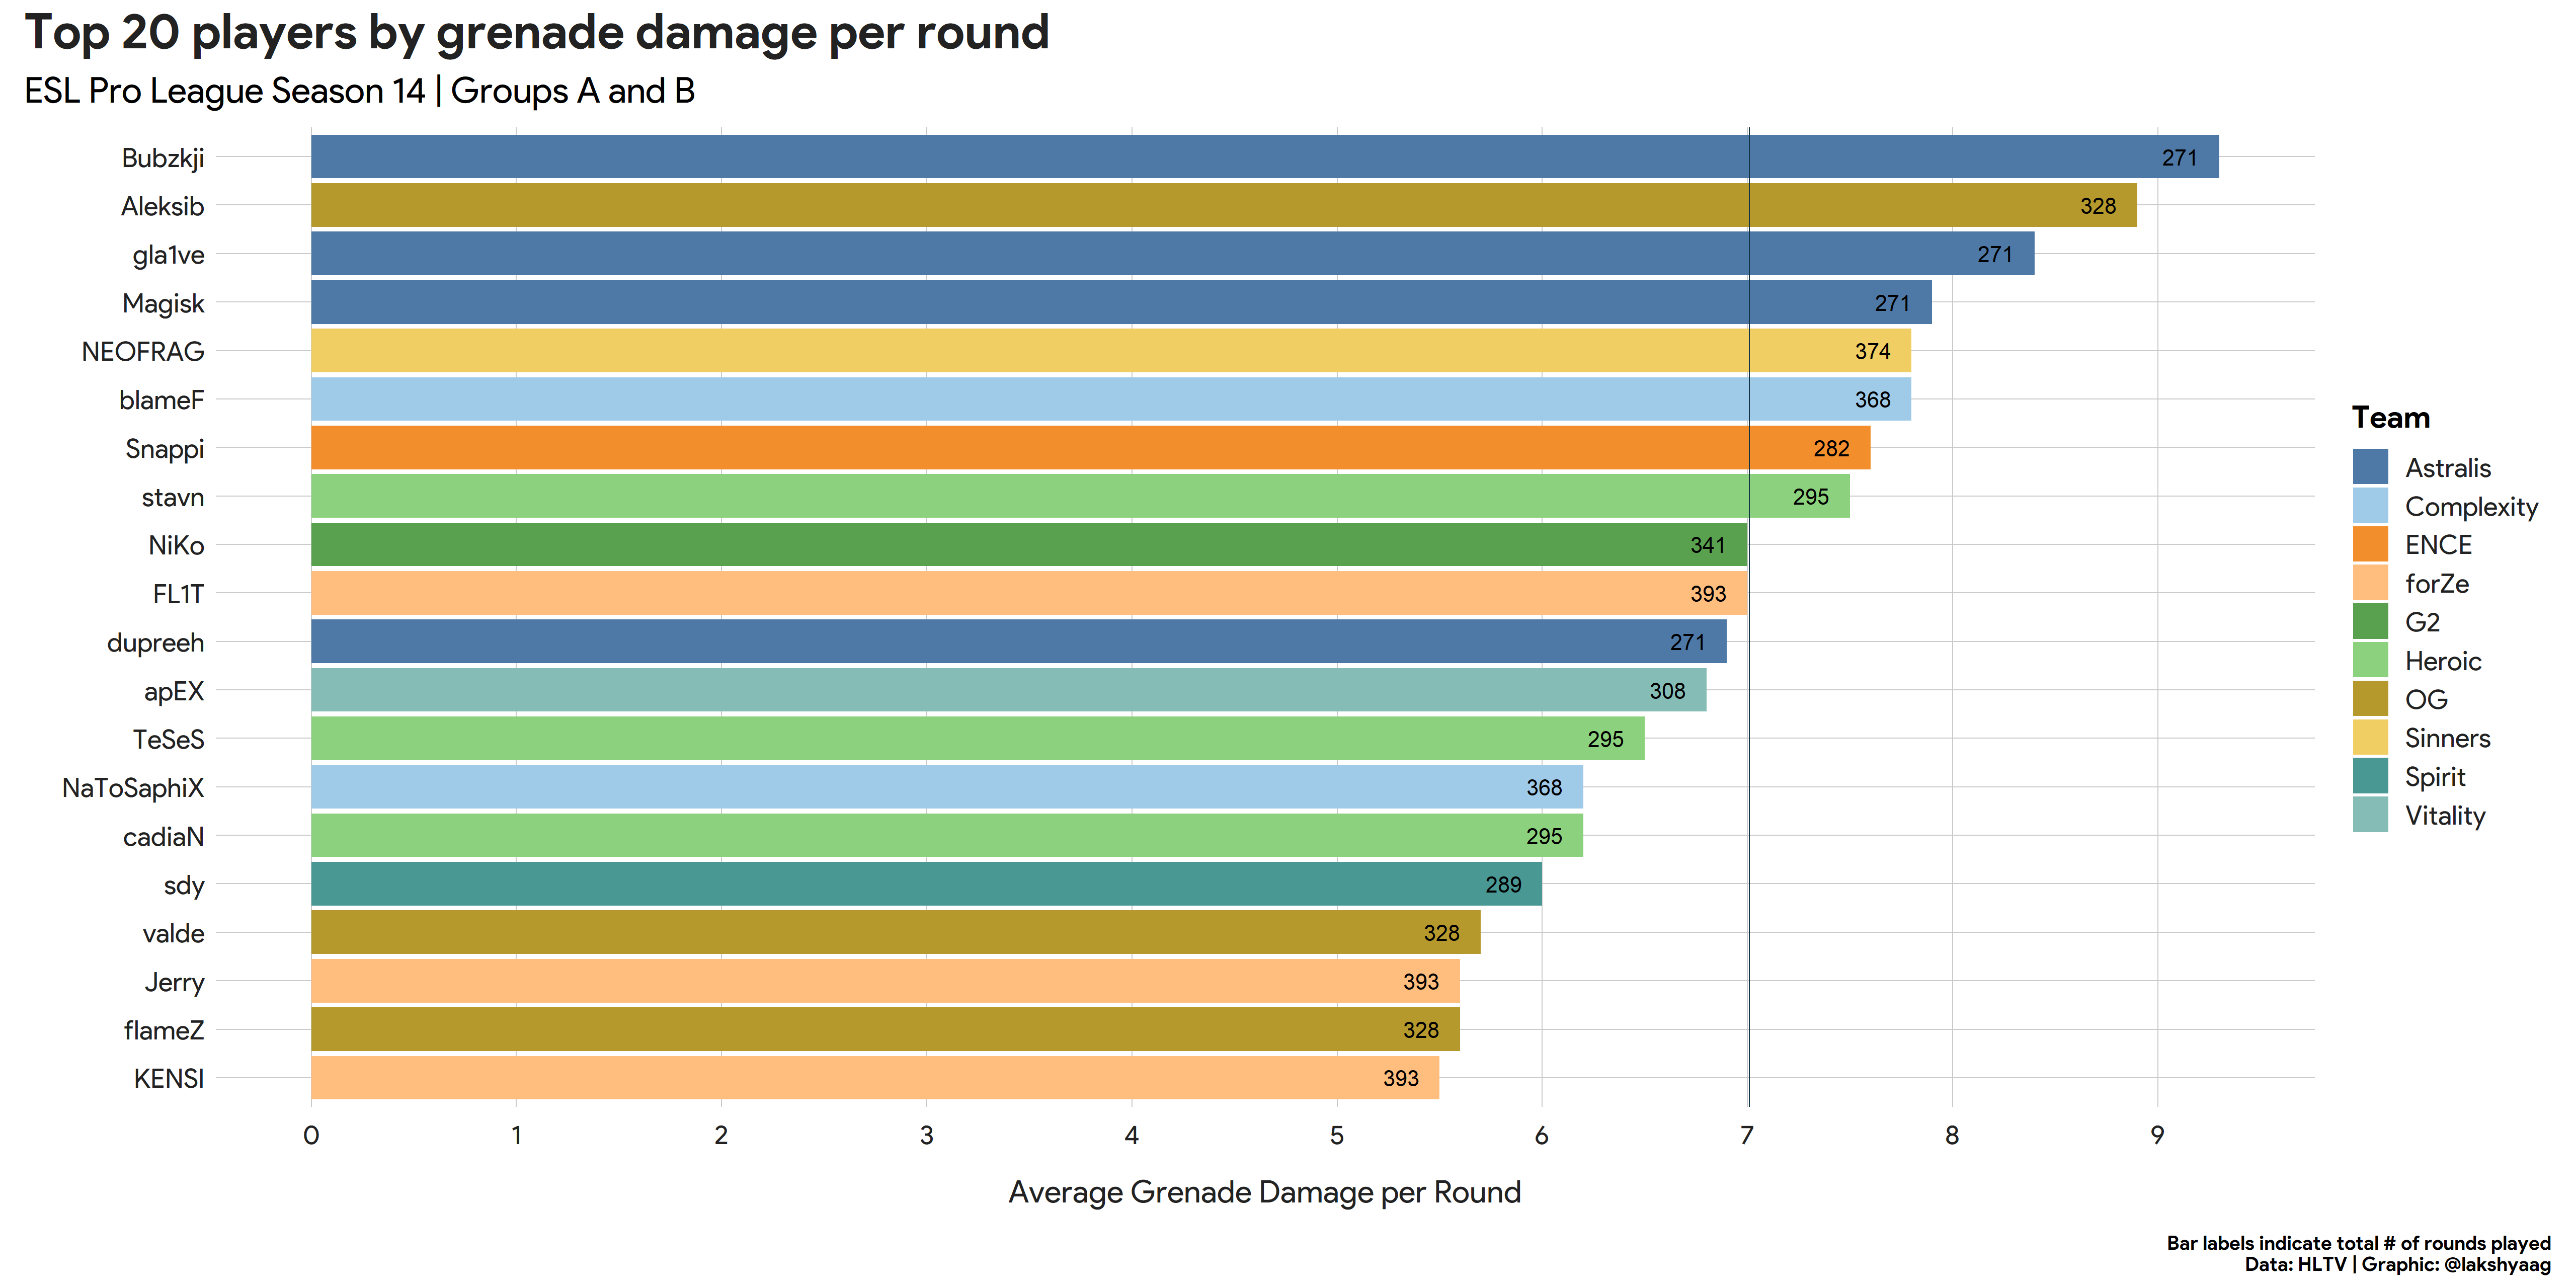 Top 20 players by grenade damage per round
ESL Pro League Season 14 | Groups A and B
Bubzkji 271
Aleksib 328
gla1ve 271
Magisk 271
NEOFRAG 374
blameF 368
Snappi 282
stavn 295
NiKo 341
FL1T 393
dupreeh 271
apEX 308
TeSeS 295
NaToSaphiX 368
cadiaN 295
sdy 289
valde 328
Jerry 393
flameZ 328
KENSI 393
0 1 2 3 4 5 6 7 8 9
Average Grenade Damage per Round
Team
Astralis
Complexity
ENCE
forZe
G2
Heroic
OG
Sinners
Spirit
Vitality
Bar labels indicate total # of rounds played
Data: HLTV | Graphic: @lakshyaag